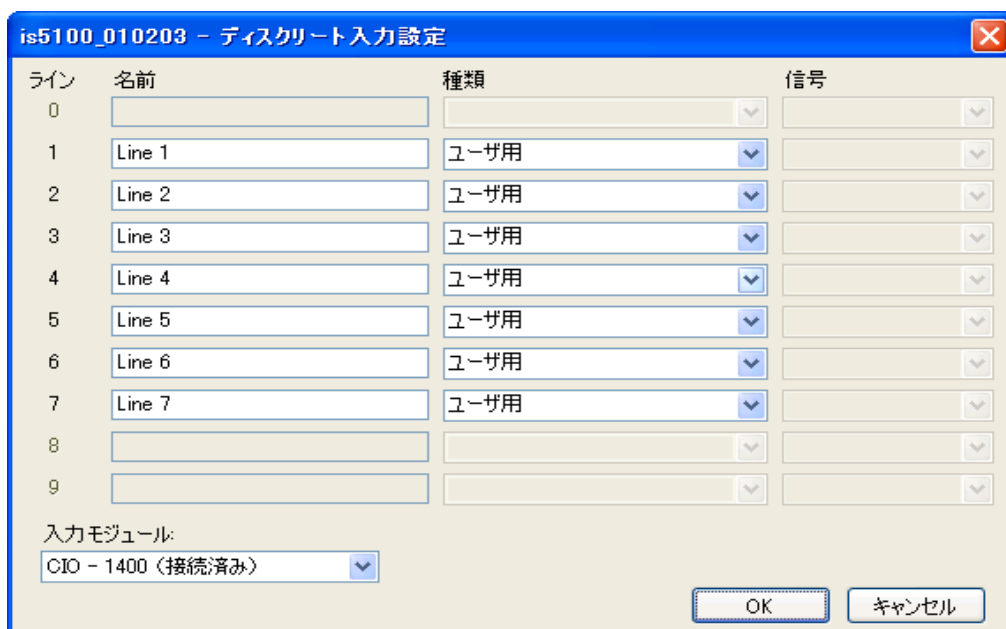 is5100_010203 - ディスクリート入力設定
ライン 名前 種類 信号
0
1 Line 1 ユーザ用
2 Line 2 ユーザ用
3 Line 3 ユーザ用
4 Line 4 ユーザ用
5 Line 5 ユーザ用
6 Line 6 ユーザ用
7 Line 7 ユーザ用
8
9
入力モジュール:
CIO - 1400 (接続済み)
OK キャンセル